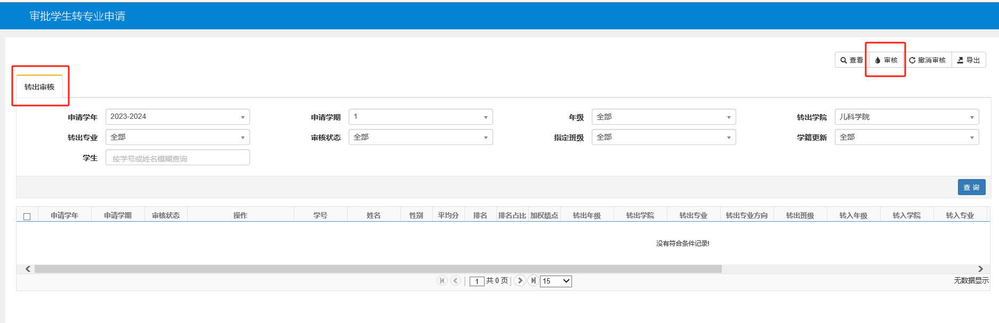 审批学生转专业申请
查看 审核 撤消审核 导出
转出审核
申请学年 2023-2024 申请学期 1 年级 全部 转出学院 儿科学院
转出专业 全部 审核状态 全部 指定班级 全部 学籍更新 全部
学生 按学号或姓名模糊查询
查 询
申请学年 申请学期 审核状态 操作 学号 姓名 性别 平均分 排名 排名占比 加权绩点 转出年级 转出学院 转出专业 转出专业方向 转出班级 转入年级 转入学院 转入专业
没有符合条件记录!
1 共 0 页 15 无数据显示